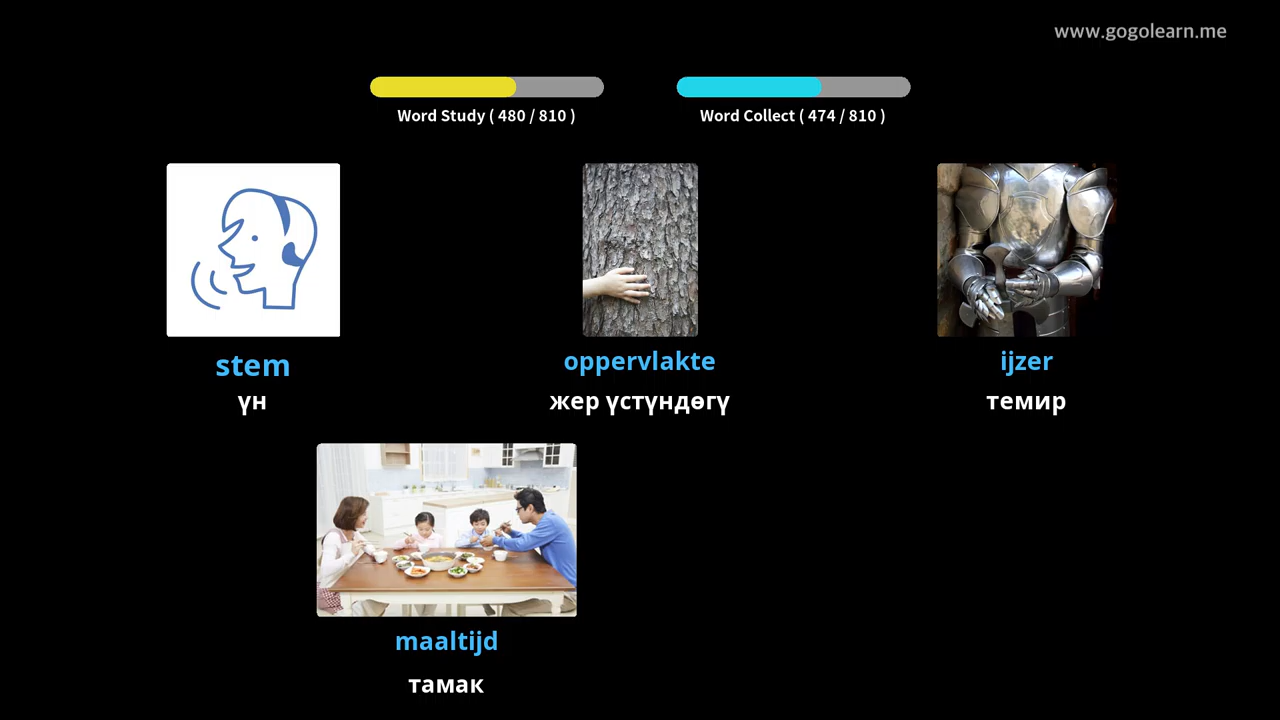 www.gogolearn.me
Word Study ( 480 / 810 )
Word Collect ( 474 / 810 )
stem
oppervlakte
ijzer
үн
жер үстүндөгү
темир
maaltijd
тамак